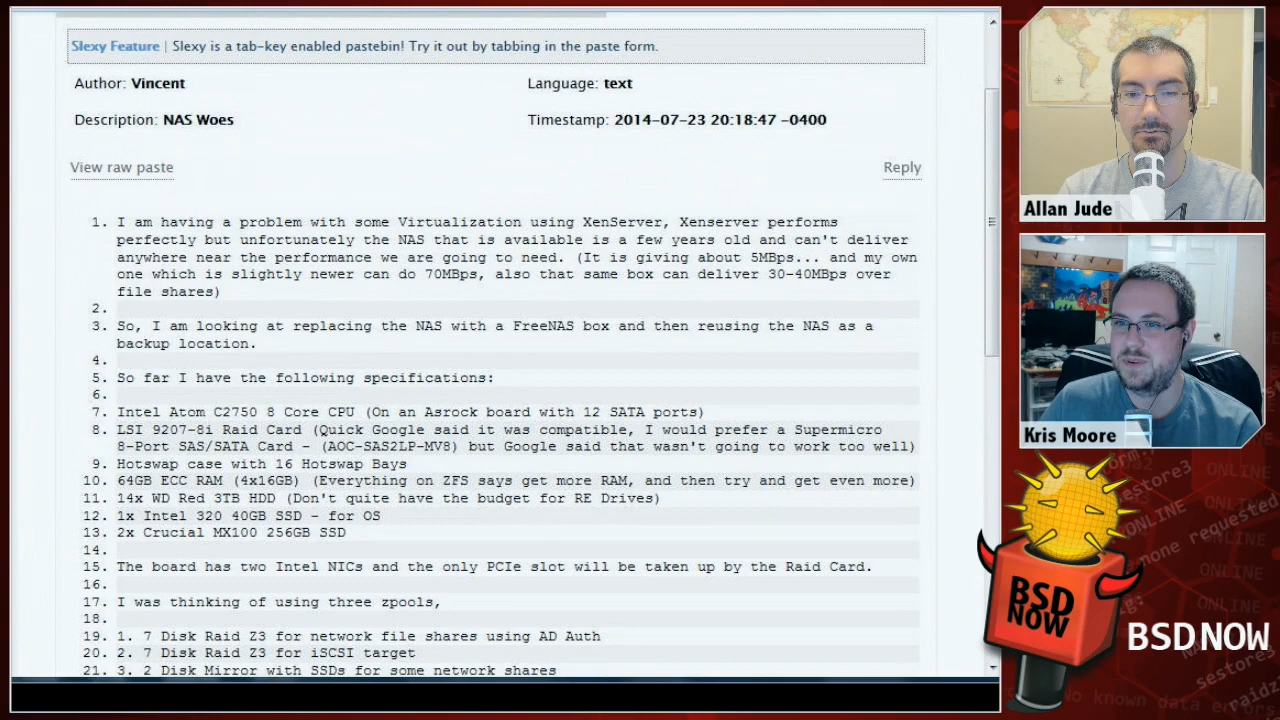 Slexy Feature | Slexy is a tab-key enabled pastebin! Try it out by tabbing in the paste form.
Author: Vincent
Language: text
Description: NAS Woes
Timestamp: 2014-07-23 20:18:47 -0400
View raw paste
Reply
1. I am having a problem with some Virtualization using XenServer, Xenserver performs
perfectly but unfortunately the NAS that is available is a few years old and can't deliver
anywhere near the performance we are going to need. (It is giving about 5MBps... and my own
one which is slightly newer can do 70MBps, also that same box can deliver 30-40MBps over
file shares)
2.
3. So, I am looking at replacing the NAS with a FreeNAS box and then reusing the NAS as a
backup location.
4.
5. So far I have the following specifications:
6.
7. Intel Atom C2750 8 Core CPU (On an Asrock board with 12 SATA ports)
8. LSI 9207-8i Raid Card (Quick Google said it was compatible, I would prefer a Supermicro
8-Port SAS/SATA Card - (AOC-SAS2LP-MV8) but Google said that wasn't going to work too well)
9. Hotswap case with 16 Hotswap Bays
10. 64GB ECC RAM (4x16GB) (Everything on ZFS says get more RAM, and then try and get even more)
11. 14x WD Red 3TB HDD (Don't quite have the budget for RE Drives)
12. 1x Intel 320 40GB SSD - for OS
13. 2x Crucial MX100 256GB SSD
14.
15. The board has two Intel NICs and the only PCIe slot will be taken up by the Raid Card.
16.
17. I was thinking of using three zpools,
18.
19. 1. 7 Disk Raid Z3 for network file shares using AD Auth
20. 2. 7 Disk Raid Z3 for iSCSI target
21. 3. 2 Disk Mirror with SSDs for some network shares
Allan Jude
Kris Moore
BSD
NOW
BSDNOW
ONLINE
ONLINE
ONLINE
ONLINE
none requested
No known data